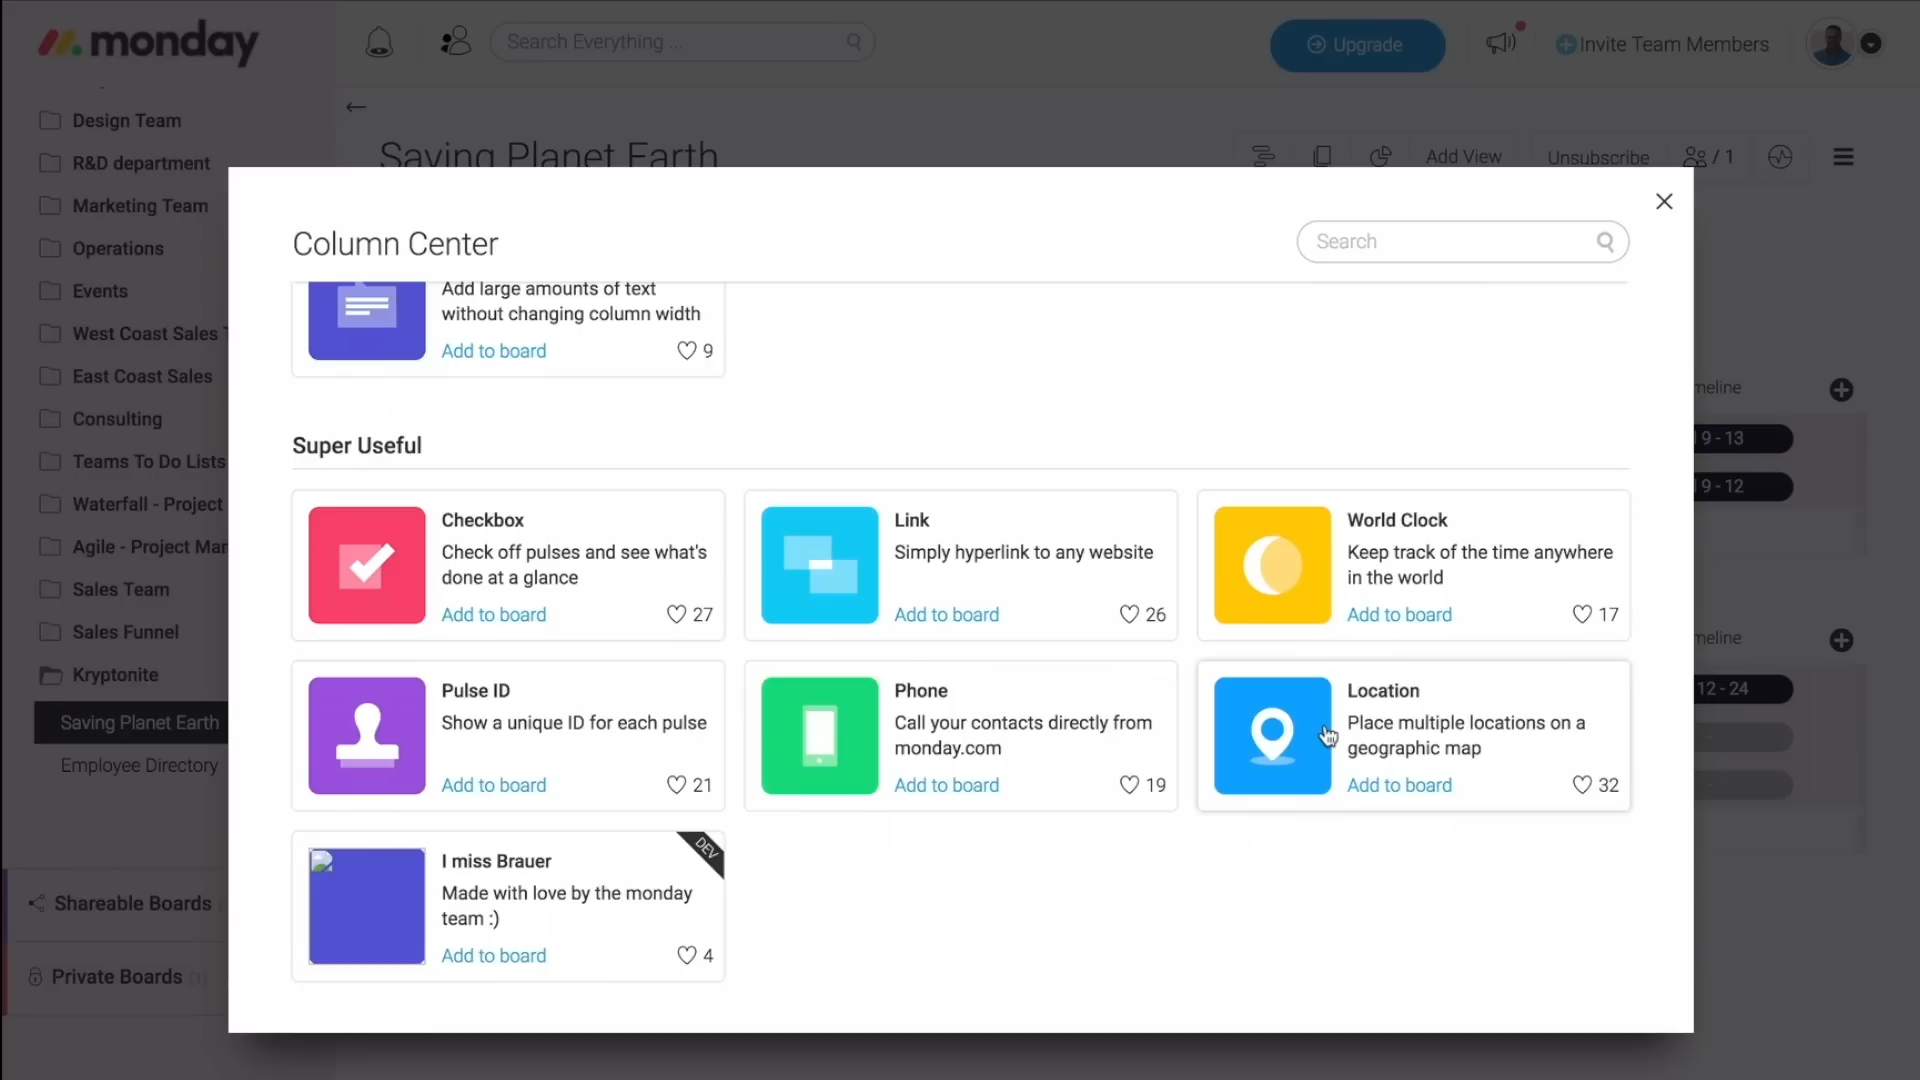 monday
Search Everything ...
Upgrade
Invite Team Members
Design Team
R&D department
Marketing Team
Operations
Events
West Coast Sales
East Coast Sales
Consulting
Teams To Do Lists
Waterfall - Project
Agile - Project Mar
Sales Team
Sales Funnel
Kryptonite
Saving Planet Earth
Employee Directory
Shareable Boards
Private Boards
Saving Planet Earth
Add View
Unsubscribe
/ 1
Column Center
Search
Add large amounts of text
without changing column width
Add to board
9
Super Useful
Checkbox
Check off pulses and see what's
done at a glance
Add to board
27
Link
Simply hyperlink to any website
Add to board
26
World Clock
Keep track of the time anywhere
in the world
Add to board
17
Pulse ID
Show a unique ID for each pulse
Add to board
21
Phone
Call your contacts directly from
monday.com
Add to board
19
Location
Place multiple locations on a
geographic map
Add to board
32
I miss Brauer
DEV
Made with love by the monday
team :)
Add to board
4
meline
9 - 13
9 - 12
meline
12 - 24